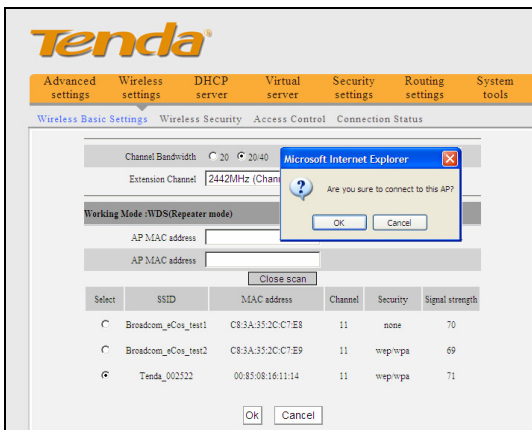 Tenda®
Advanced settings Wireless settings DHCP server Virtual server Security settings Routing settings System tools
Wireless Basic Settings Wireless Security Access Control Connection Status
Channel Bandwidth 20 20/40
Extension Channel 2442MHz (Chann
Microsoft Internet Explorer
Are you sure to connect to this AP?
OK Cancel
Working Mode :WDS(Repeater mode)
AP MAC address
AP MAC address
Close scan
Select SSID MAC address Channel Security Signal strength
Broadcom_eCos_test1 C8:3A:35:2C:C7:E8 11 none 70
Broadcom_eCos_test2 C8:3A:35:2C:C7:E9 11 wep/wpa 69
Tenda_002522 00:85:08:16:11:14 11 wep/wpa 71
Ok Cancel